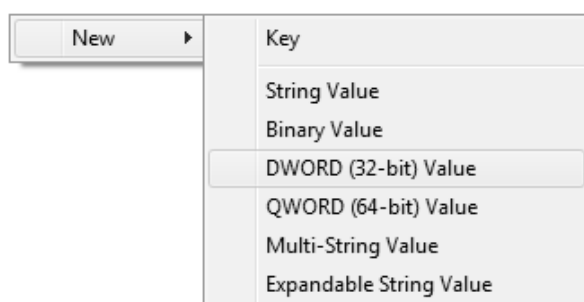 New
Key
String Value
Binary Value
DWORD (32-bit) Value
QWORD (64-bit) Value
Multi-String Value
Expandable String Value